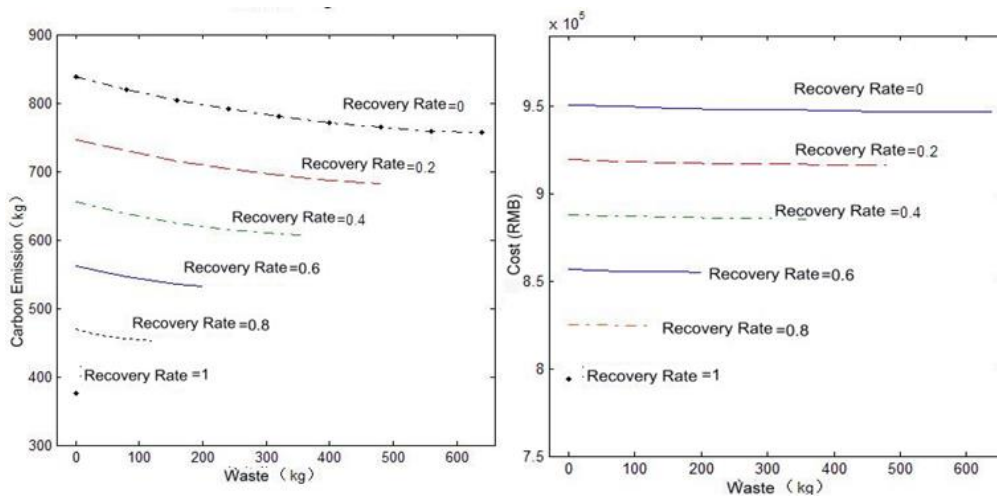 900
800
700
600
500
400
300
Carbon Emission (kg)
Recovery Rate=0
Recovery Rate=0.2
Recovery Rate=0.4
Recovery Rate=0.6
Recovery Rate=0.8
Recovery Rate=1
0 100 200 300 400 500 600
Waste (kg)
x 10⁵
9.5
9
8.5
8
7.5
Cost (RMB)
Recovery Rate=0
Recovery Rate=0.2
Recovery Rate=0.4
Recovery Rate=0.6
Recovery Rate=0.8
Recovery Rate=1
0 100 200 300 400 500 600
Waste (kg)